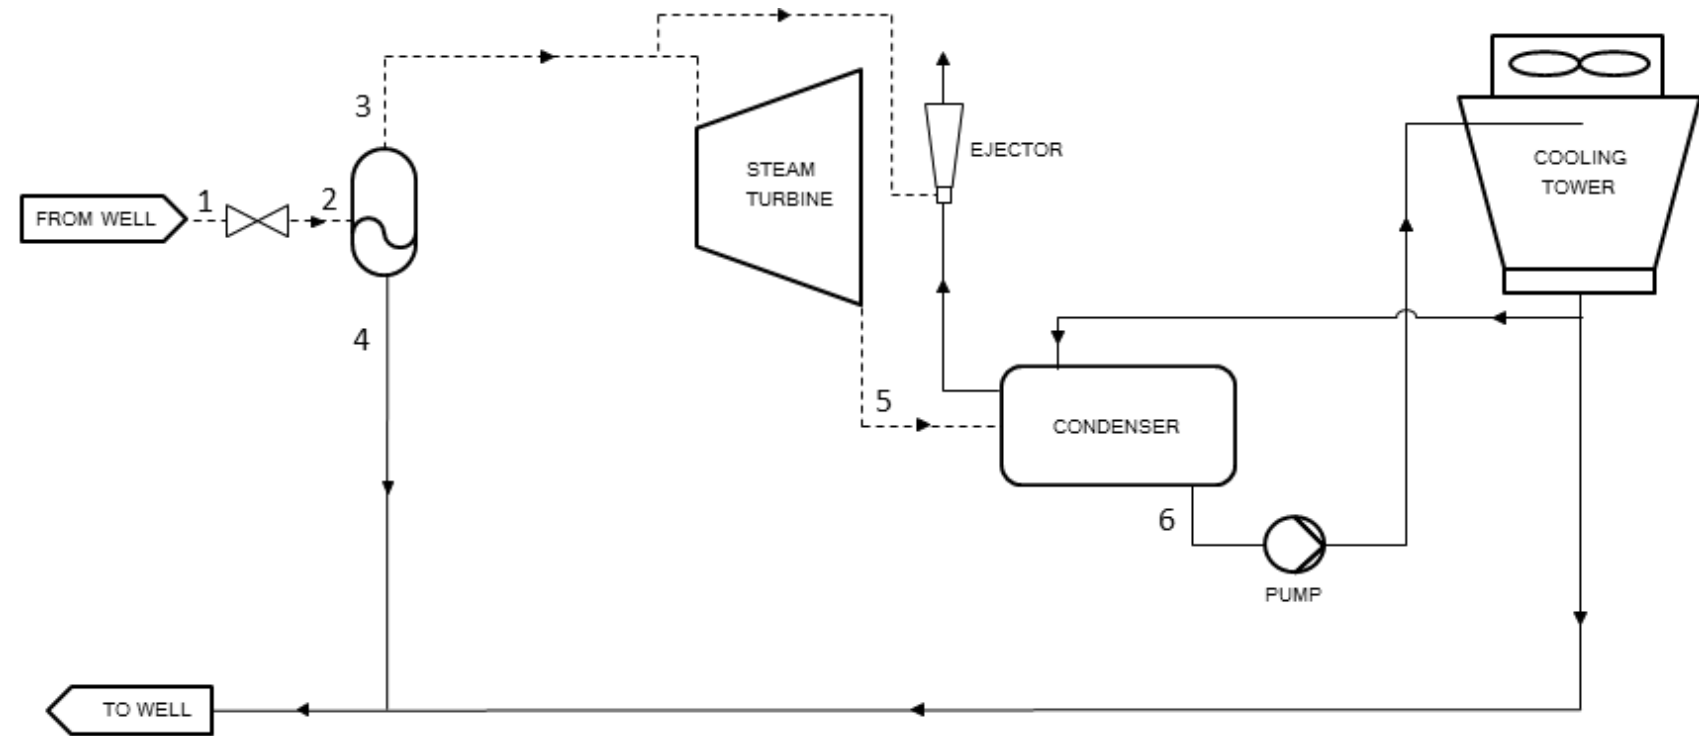 3
EJECTOR
STEAM
TURBINE
COOLING
TOWER
FROM WELL
1
2
4
5
CONDENSER
6
PUMP
TO WELL